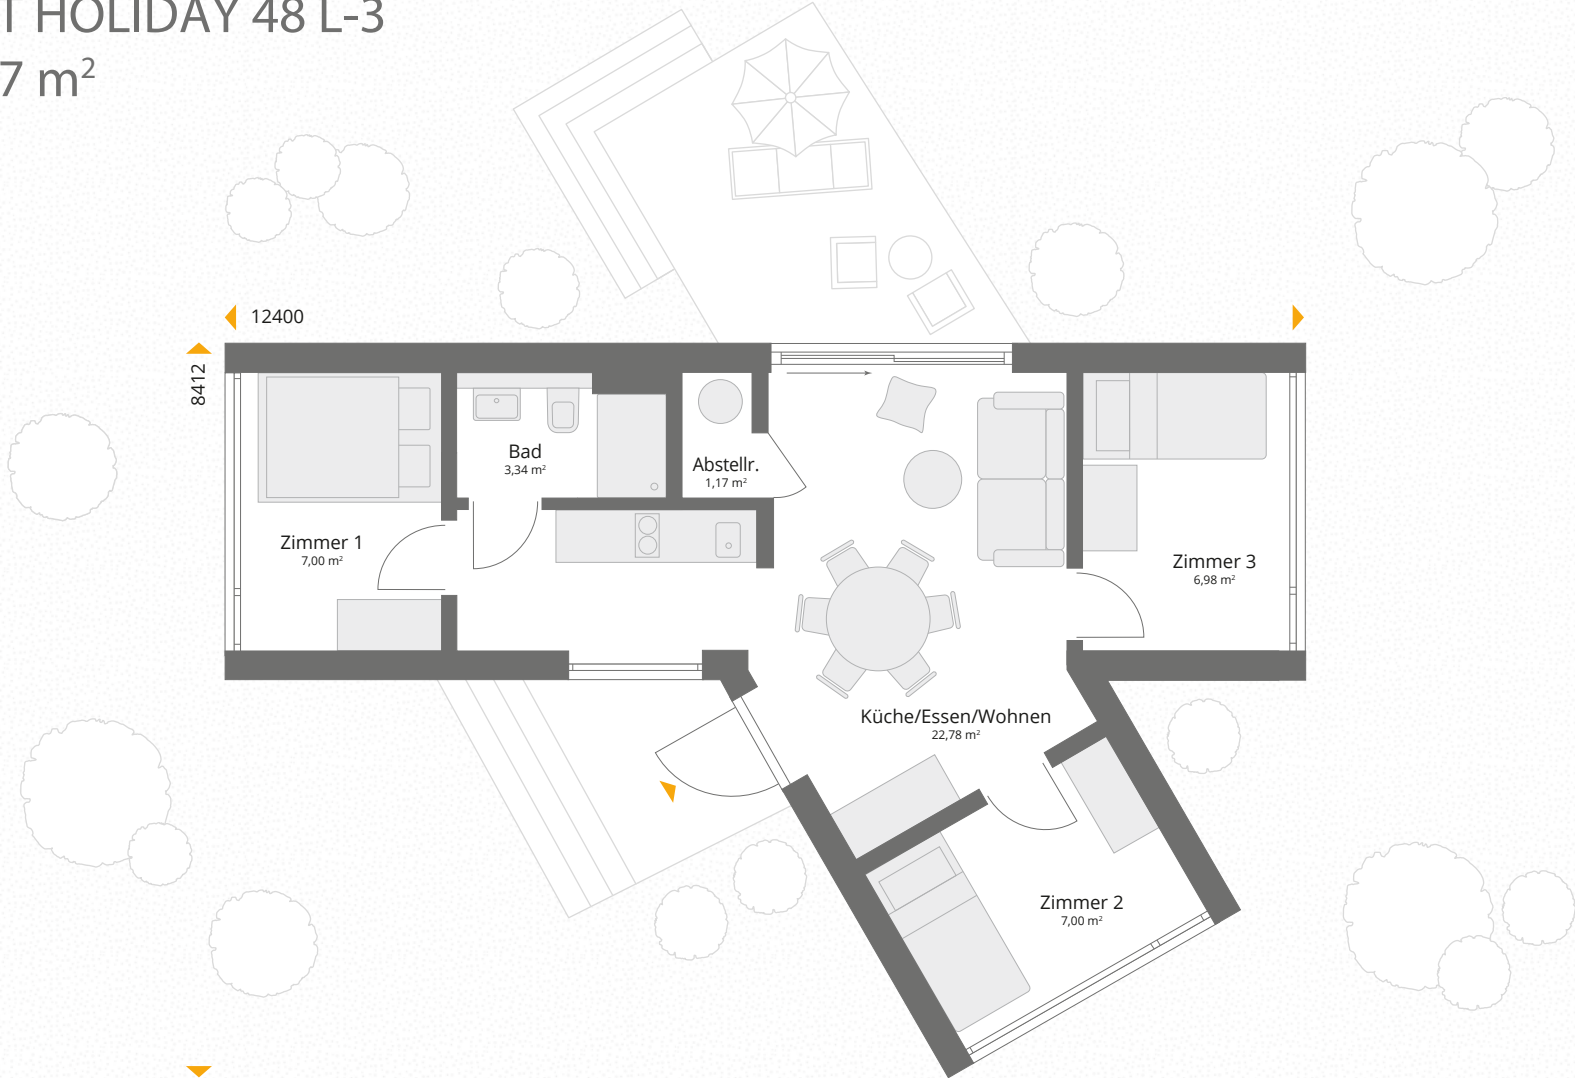 T HOLIDAY 48 L-3
7 m²
12400
8412
Bad
3,34 m²
Abstellr.
1,17 m²
Zimmer 1
7,00 m²
Zimmer 3
6,98 m²
Küche/Essen/Wohnen
22,78 m²
Zimmer 2
7,00 m²